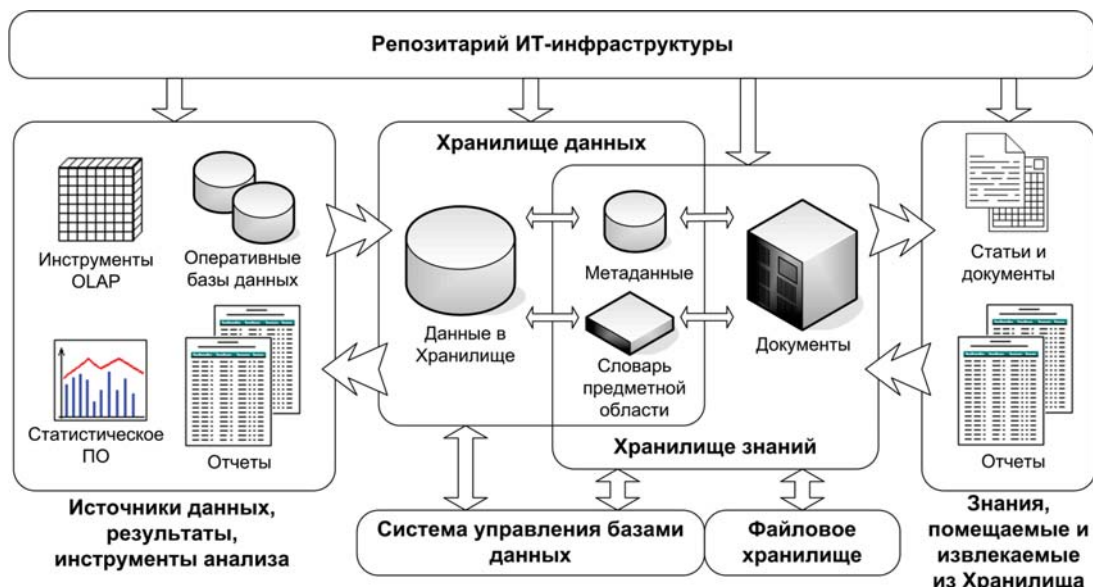 Репозитарий ИТ-инфраструктуры
Инструменты
OLAP
Оперативные
базы данных
Статистическое
ПО
Отчеты
Источники данных,
результаты,
инструменты анализа
Хранилище данных
Данные в
Хранилище
Метаданные
Словарь
предметной
области
Документы
Хранилище знаний
Система управления базами
данных
Файловое
хранилище
Статьи и
документы
Отчеты
Знания,
помещаемые и
извлекаемые
из Хранилища